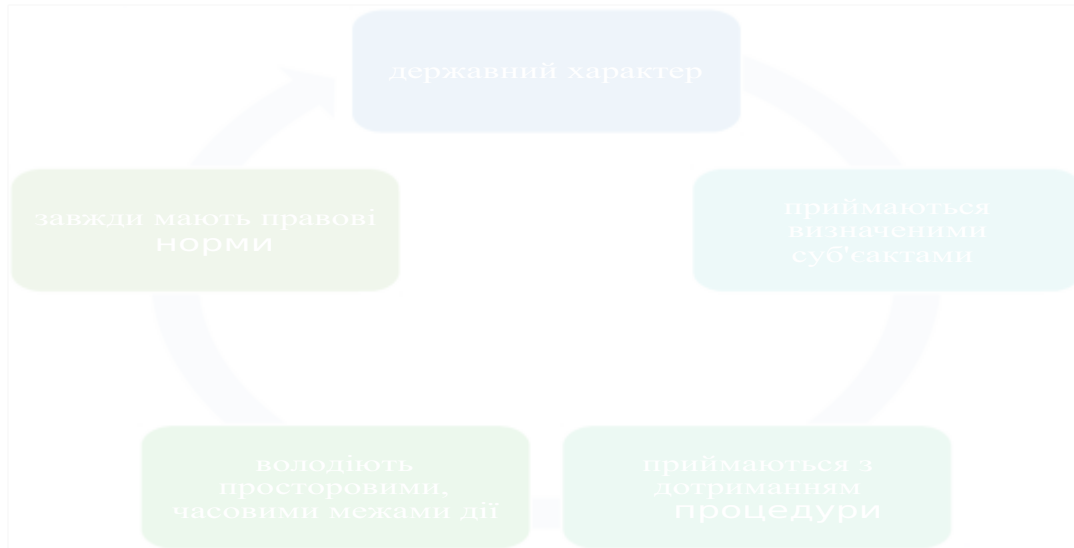 державний характер
приймаються
визначеними
суб'єактами
приймаються з
дотриманням
процедури
володіють
просторовими,
часовими межами дії
завжди мають правові
норми